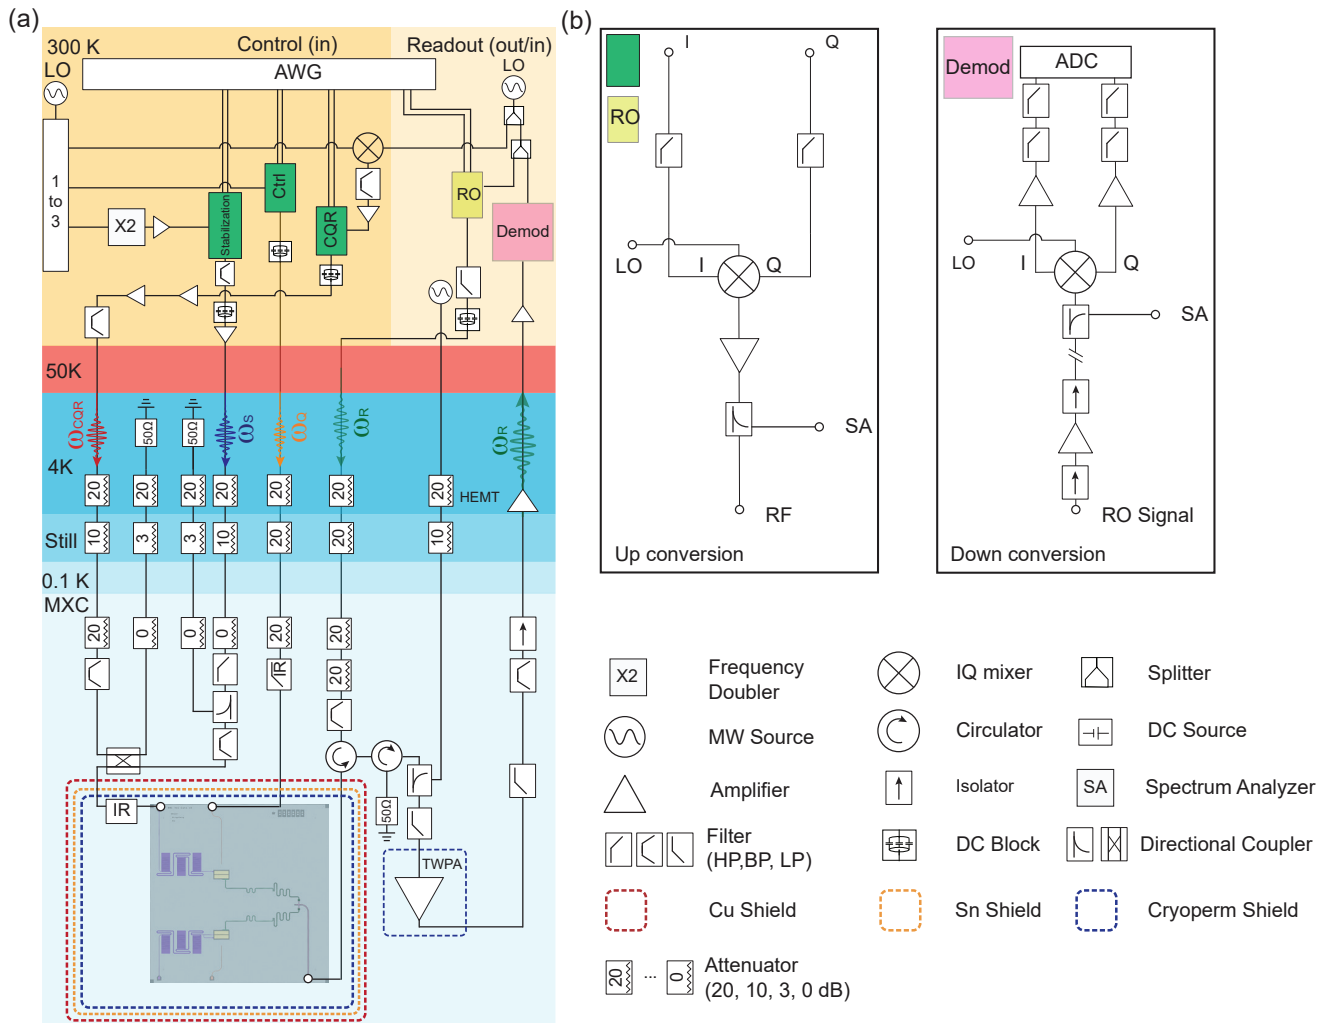 (a)
300 K
Control (in)
Readout (out/in)
LO
AWG
LO
1
to
3
X2
Stabilization
Ctrl
CQR
RO
Demod
50K
ωCQR
50Ω
50Ω
ωS
ωQ
ωR
ωR
4K
20
20
20
20
20
20
20
HEMT
Still
10
3
3
10
20
20
10
0.1 K
MXC
20
0
0
0
20
20
IR
20
50Ω
IR
TWPA
(b)
I
Q
RO
LO
I
Q
SA
RF
Up conversion
Demod
ADC
LO
I
Q
SA
RO Signal
Down conversion
X2
Frequency
Doubler
IQ mixer
Splitter
MW Source
Circulator
DC Source
Amplifier
Isolator
SA
Spectrum Analyzer
Filter
(HP,BP, LP)
DC Block
Directional Coupler
Cu Shield
Sn Shield
Cryoperm Shield
20
...
0
Attenuator
(20, 10, 3, 0 dB)